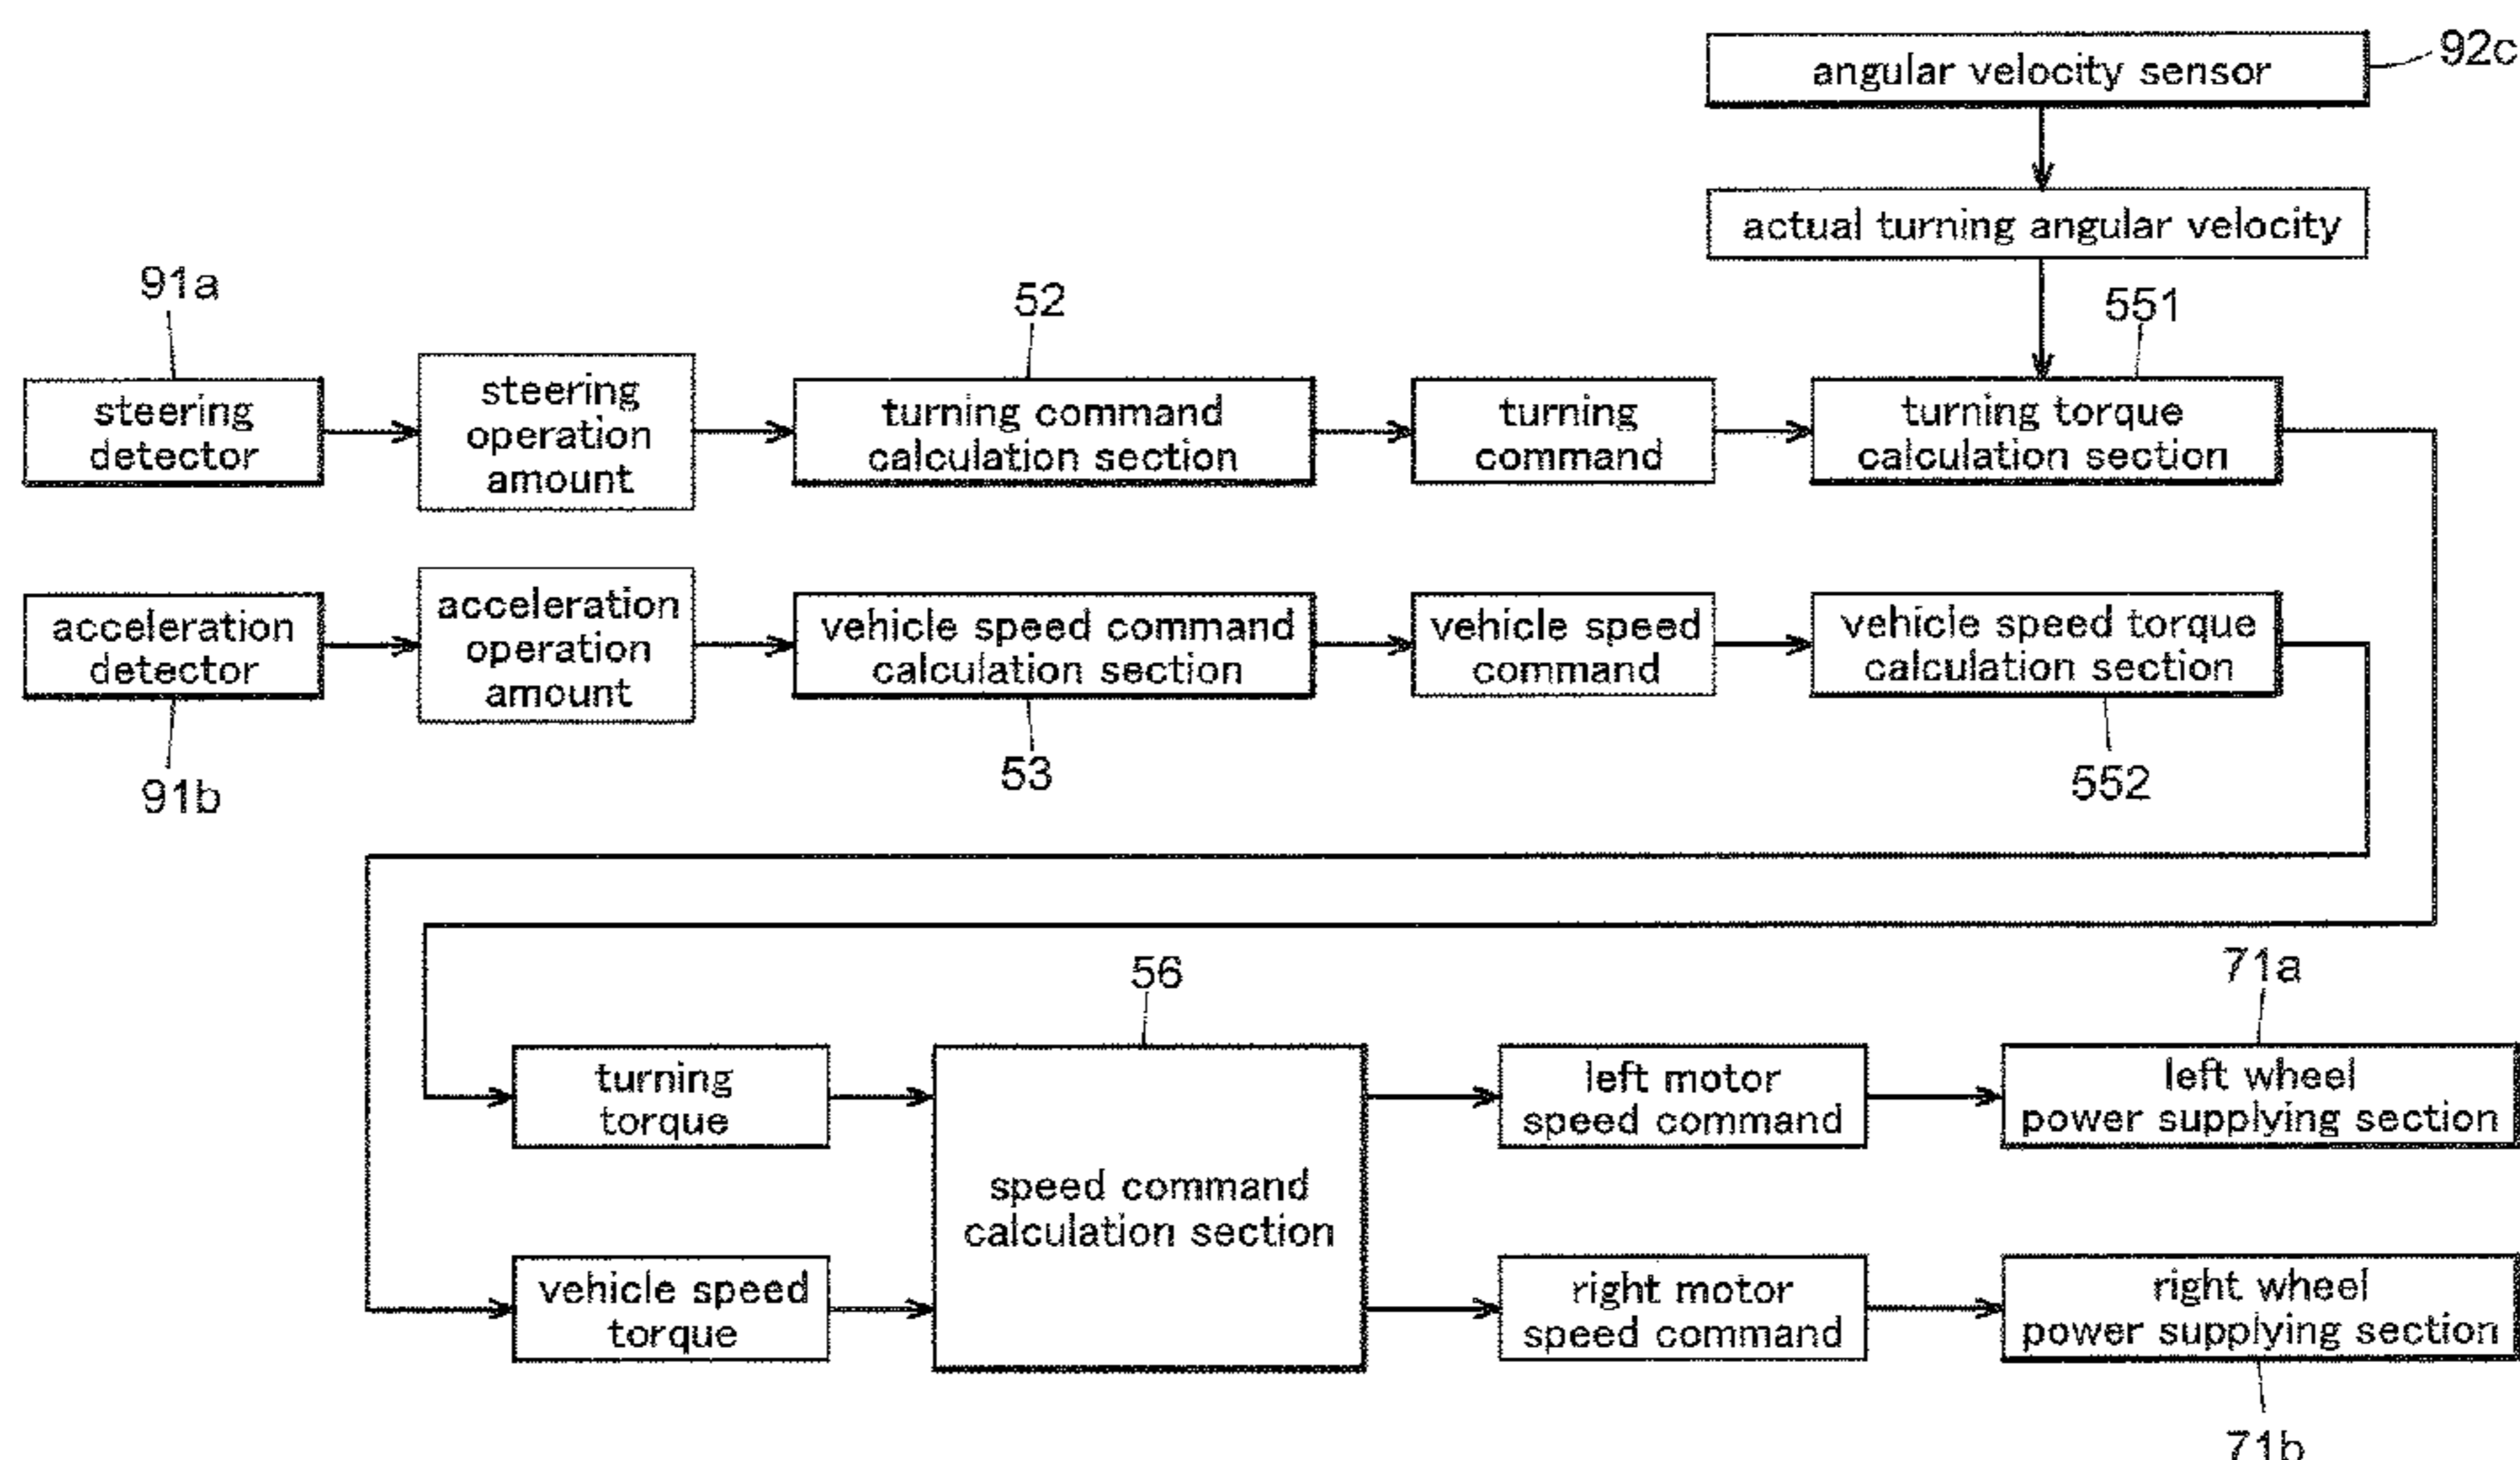 92c
angular velocity sensor
actual turning angular velocity
91a
52
551
steering
detector
steering
operation
amount
turning command
calculation section
turning
command
turning torque
calculation section
acceleration
detector
acceleration
operation
amount
vehicle speed command
calculation section
vehicle speed
command
vehicle speed torque
calculation section
91b
53
552
56
71a
turning
torque
speed command
calculation section
left motor
speed command
left wheel
power supplying section
vehicle speed
torque
right motor
speed command
right wheel
power supplying section
71b